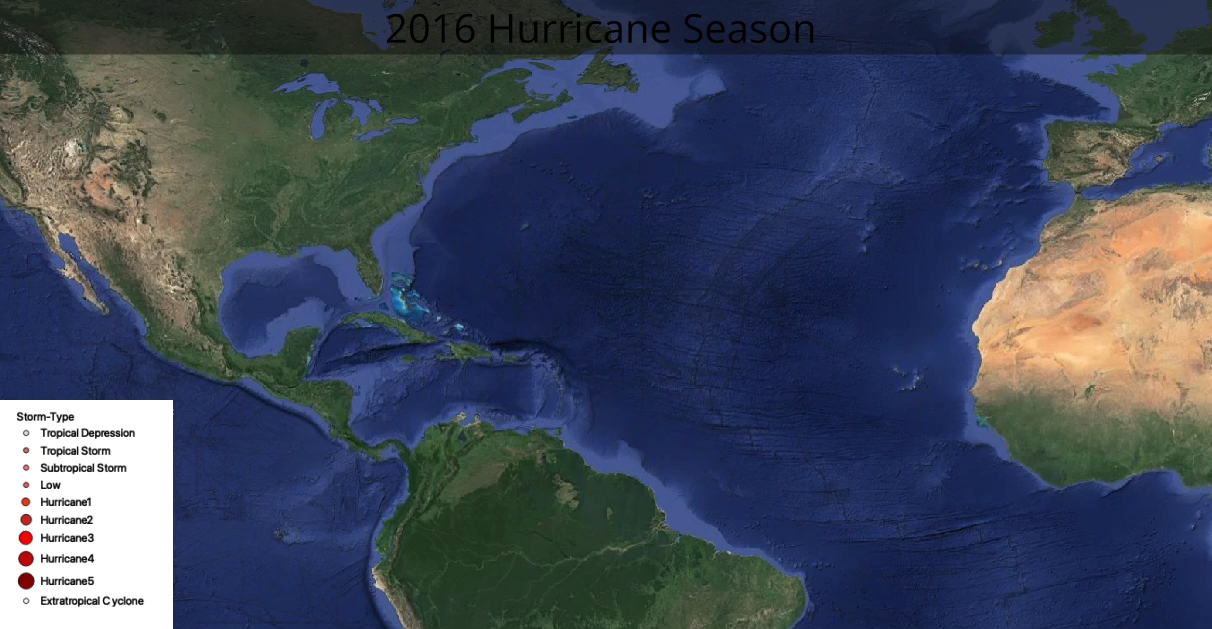 2016 Hurricane Season
Storm-Type
Tropical Depression
Tropical Storm
Subtropical Storm
Low
Hurricane1
Hurricane2
Hurricane3
Hurricane4
Hurricane5
Extratropical Cyclone